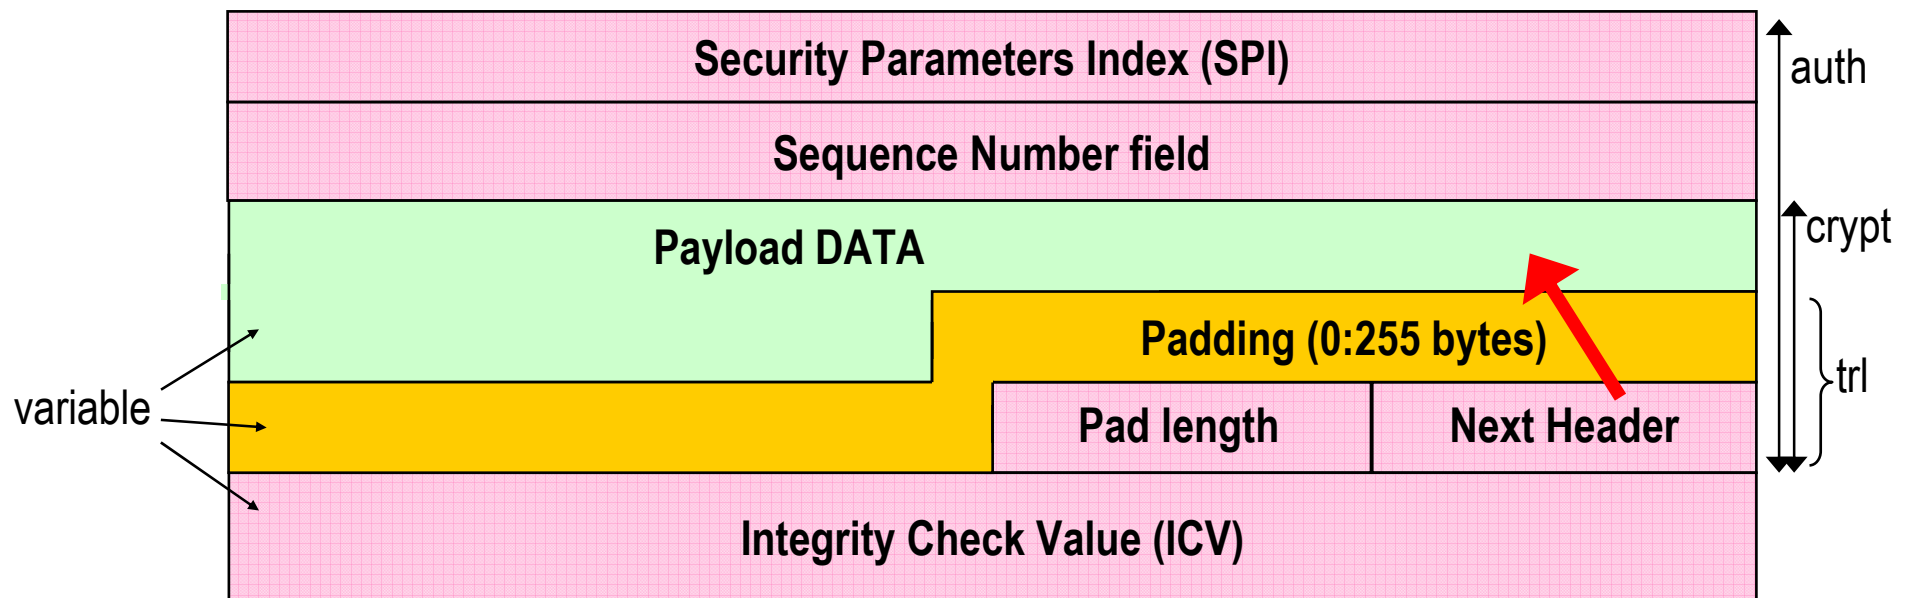 Security Parameters Index (SPI)
auth
Sequence Number field
Payload DATA
crypt
Padding (0:255 bytes)
trl
variable
Pad length
Next Header
Integrity Check Value (ICV)